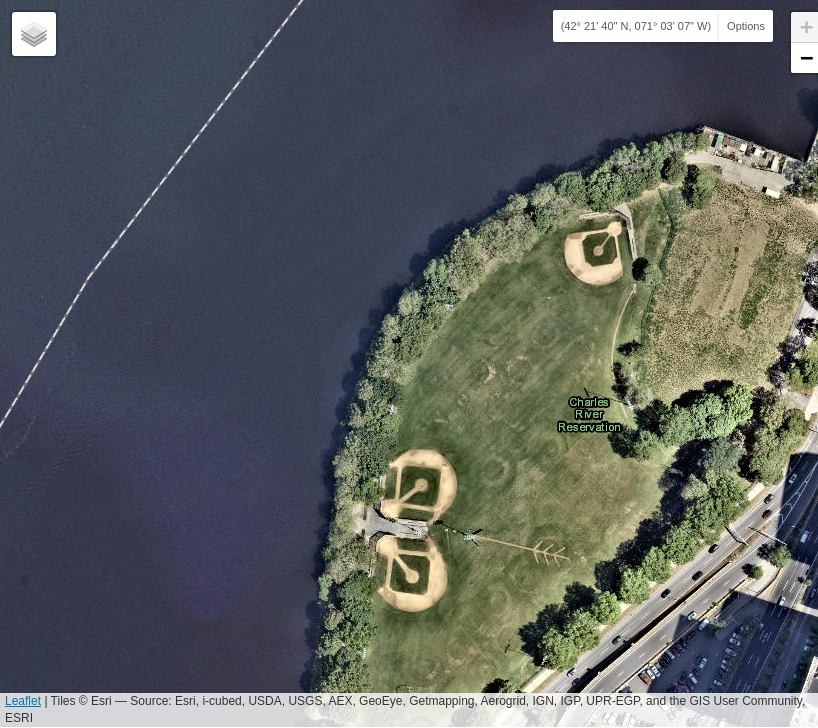 (42° 21' 40" N, 071° 03' 07" W) Options
+
−
Charles
River
Reservation
Leaflet | Tiles © Esri — Source: Esri, i-cubed, USDA, USGS, AEX, GeoEye, Getmapping, Aerogrid, IGN, IGP, UPR-EGP, and the GIS User Community,
ESRI